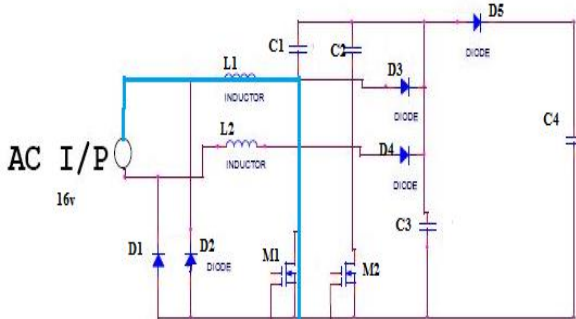 D5
C1
C2
DIODE
L1
D3
INDUCTOR
DIODE
L2
C4
AC I/P
D4
INDUCTOR
DIODE
16v
C3
D1
D2
M1
DIODE
M2